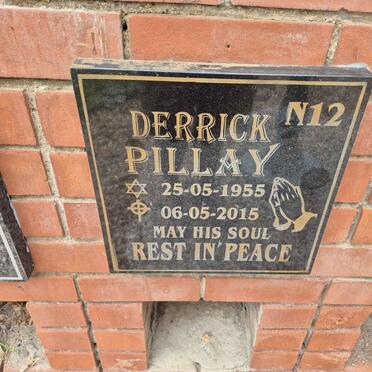 N12
DERRICK
PILLAY
25-05-1955
06-05-2015
MAY HIS SOUL
REST IN PEACE